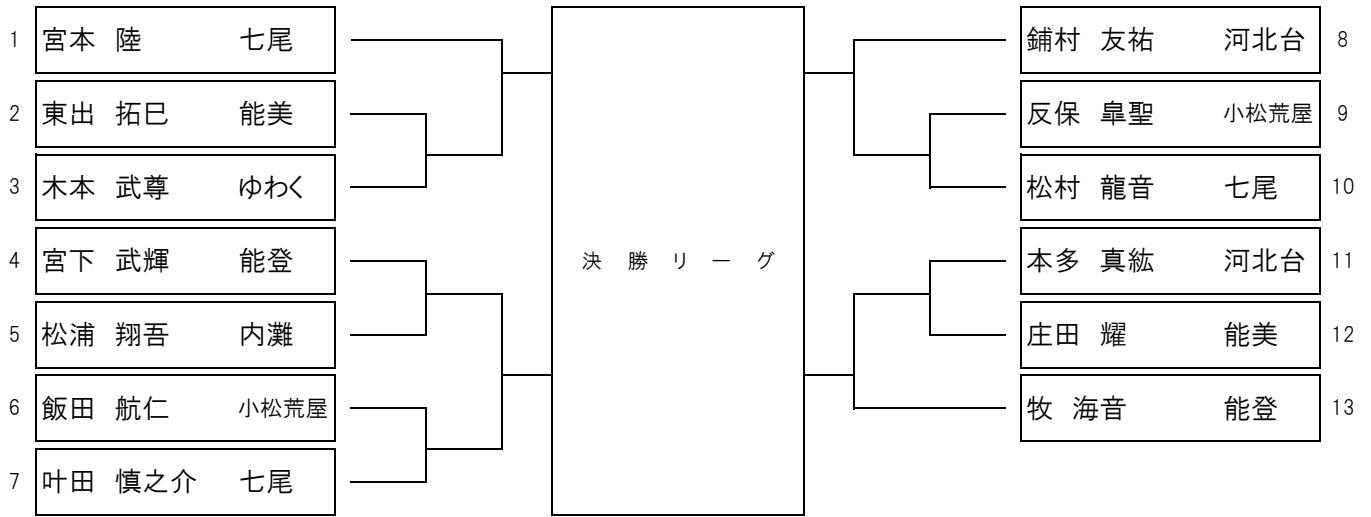 1 宮本 陸 七尾
2 東出 拓巳 能美
3 木本 武尊 ゆわく
4 宮下 武輝 能登
5 松浦 翔吾 内灘
6 飯田 航仁 小松荒屋
7 叶田 慎之介 七尾
決 勝 リ ー グ
鋪村 友祐 河北台 8
反保 皐聖 小松荒屋 9
松村 龍音 七尾 10
本多 真紘 河北台 11
庄田 耀 能美 12
牧 海音 能登 13